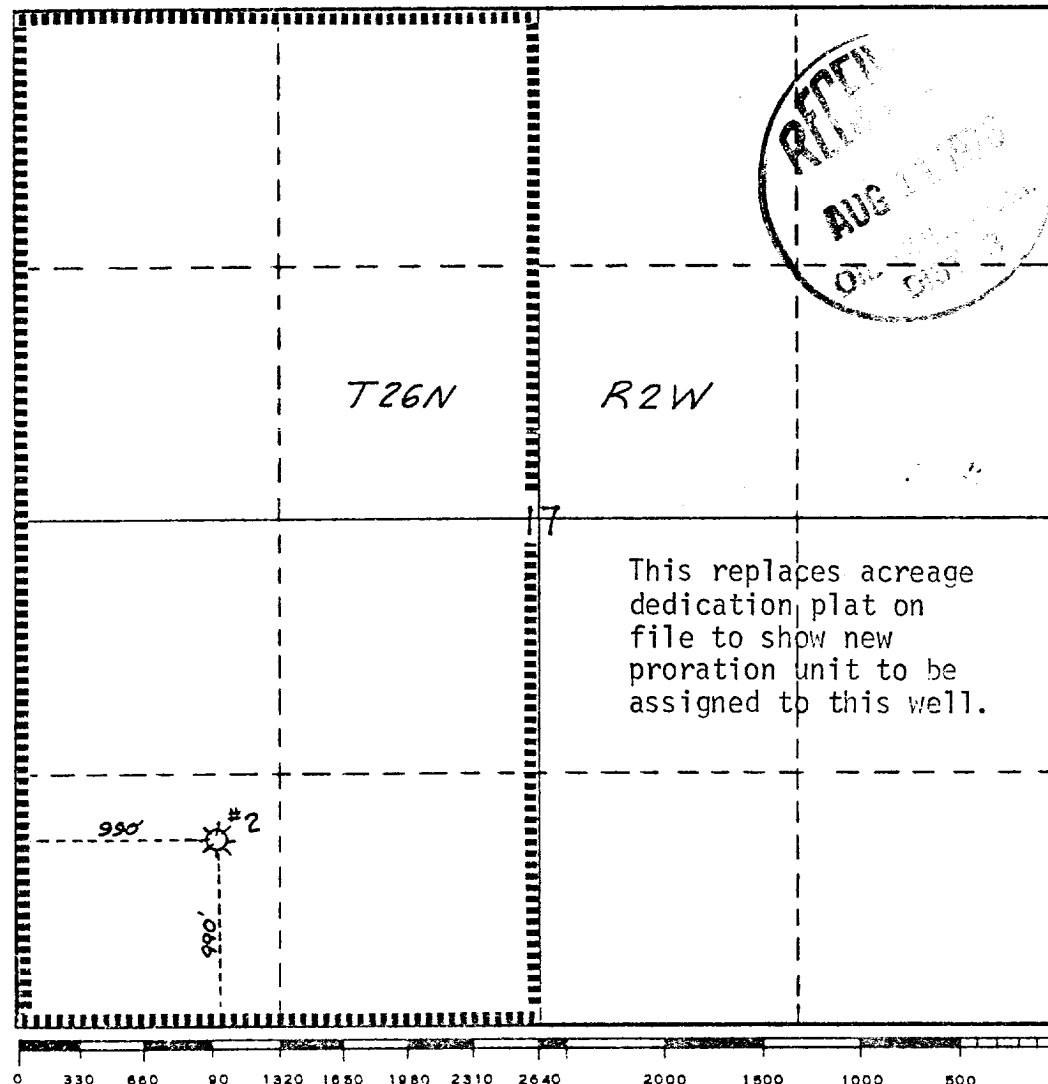 AUG
T26N R2W
17
This replaces acreage
dedication plat on
file to show new
proration unit to be
assigned to this well.
#2
990'
990'
0 330 660 90 1320 1650 1980 2310 2640 2000 1500 1000 500